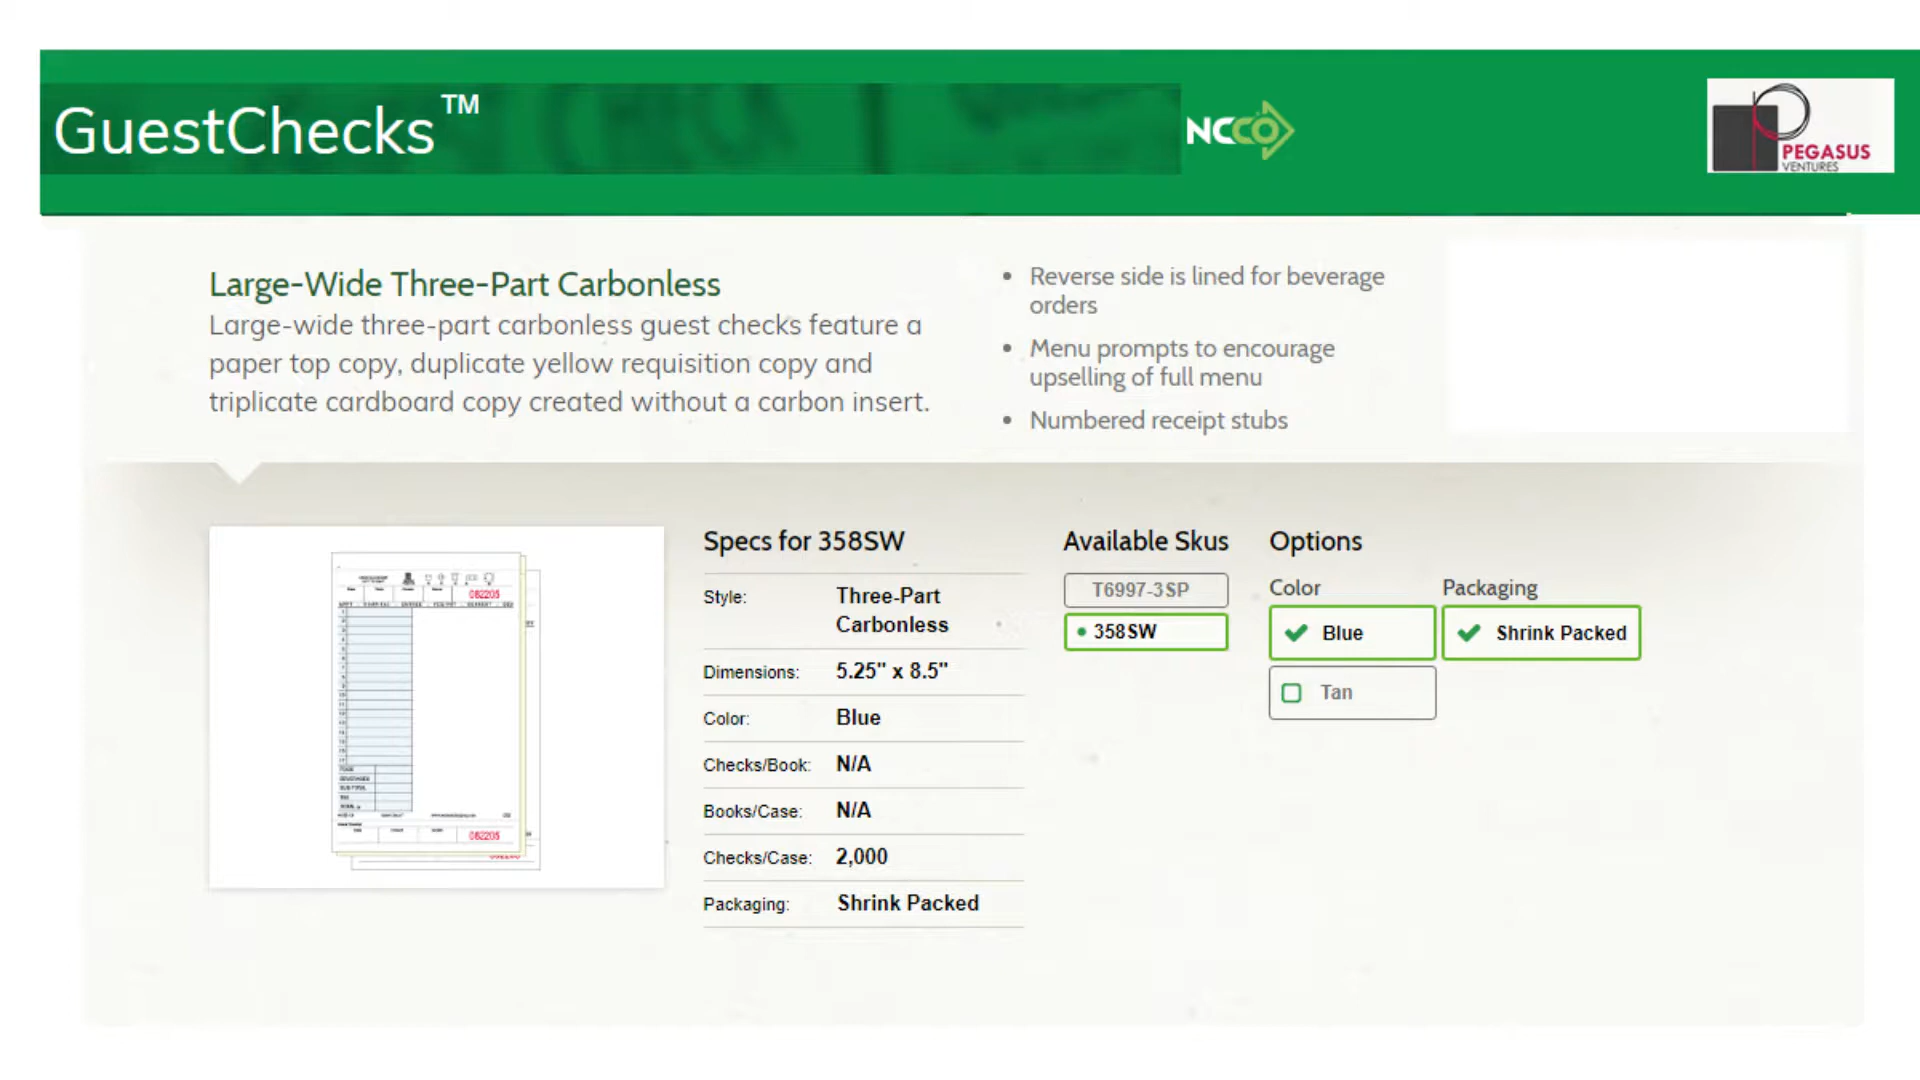 GuestChecks™
NCCO
PEGASUS
VENTURES
Large-Wide Three-Part Carbonless
Large-wide three-part carbonless guest checks feature a
paper top copy, duplicate yellow requisition copy and
triplicate cardboard copy created without a carbon insert.
• Reverse side is lined for beverage
orders
• Menu prompts to encourage
upselling of full menu
• Numbered receipt stubs
082205
082205
Specs for 358SW
Style: Three-Part
Carbonless
Dimensions: 5.25" x 8.5"
Color: Blue
Checks/Book: N/A
Books/Case: N/A
Checks/Case: 2,000
Packaging: Shrink Packed
Available Skus
T6997-3SP
358SW
Options
Color
Blue
Tan
Packaging
Shrink Packed